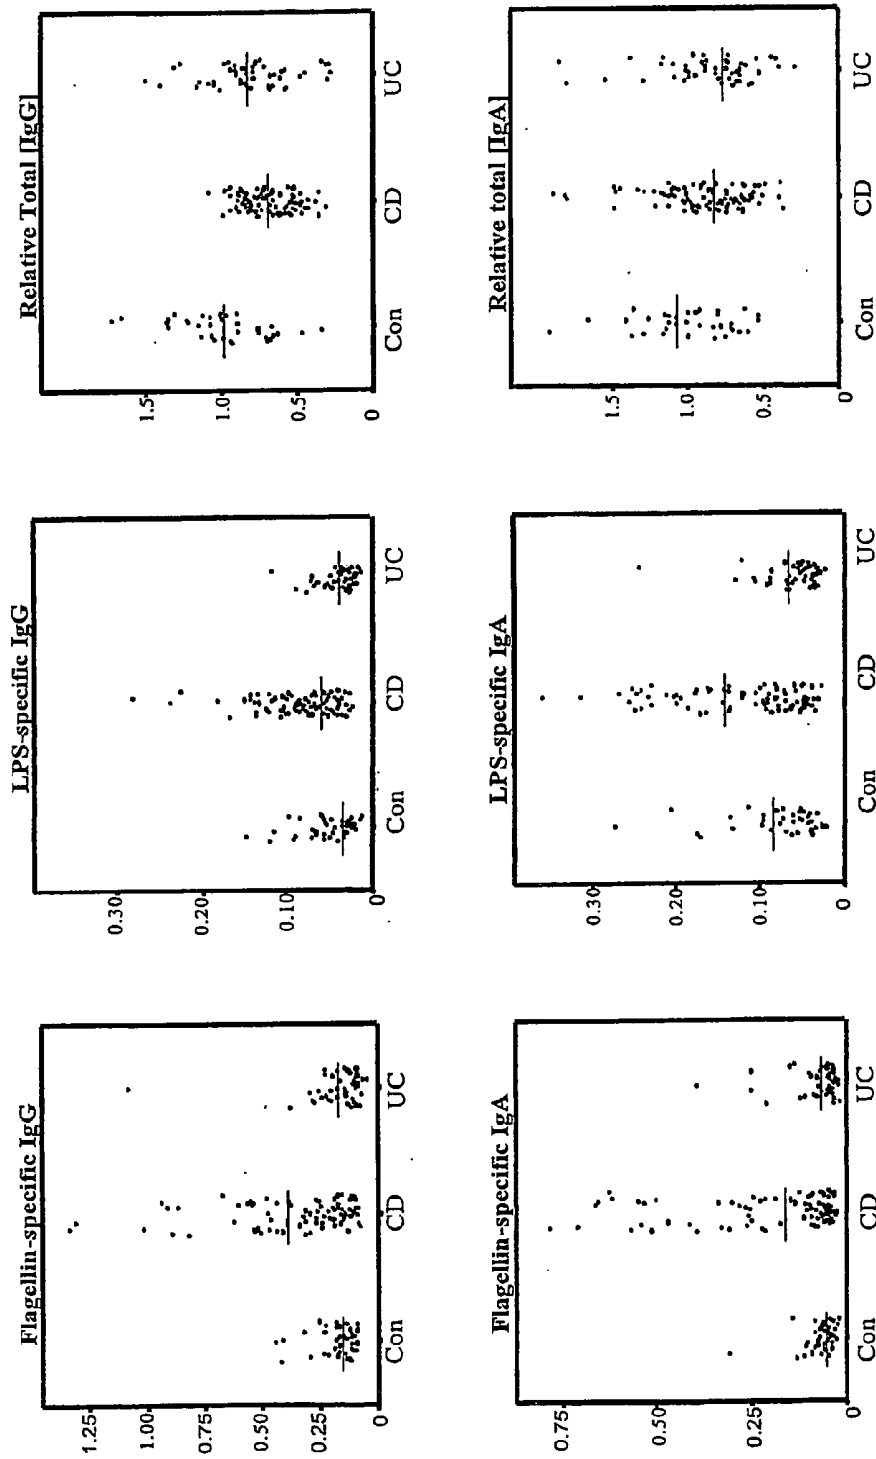 Flagellin-specific IgG
1.25
1.00
0.75
0.50
0.25
0
Con CD UC
LPS-specific IgG
0.30
0.20
0.10
0
Con CD UC
Relative Total [IgG]
1.5
1.0
0.5
0
Con CD UC
Flagellin-specific IgA
0.75
0.50
0.25
0
Con CD UC
LPS-specific IgA
0.30
0.20
0.10
0
Con CD UC
Relative total [IgA]
1.5
1.0
0.5
0
Con CD UC